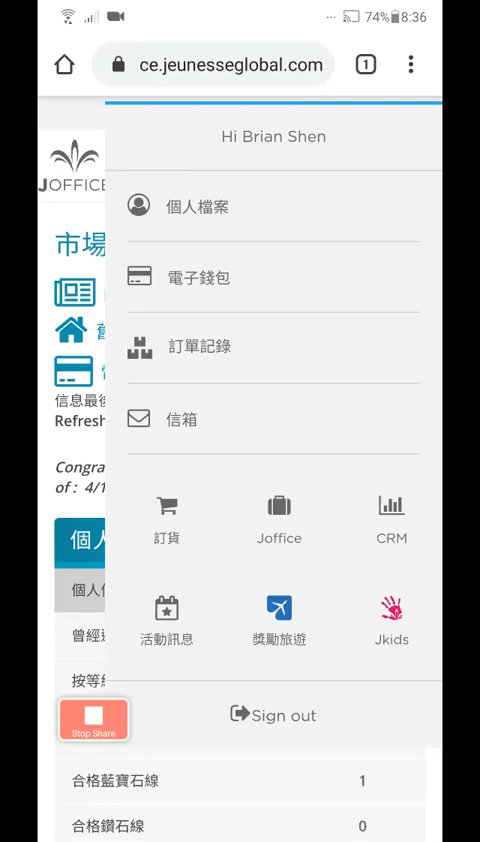 74% 8:36
ce.jeunesseglobal.com
1
Hi Brian Shen
JOFFICE
個人檔案
市場
電子錢包
訂單記錄
信息最後
Refresh
信箱
Congra
of : 4/1
訂貨
Joffice
CRM
個人
個人
曾經
活動訊息
獎勵旅遊
Jkids
按等
Sign out
Stop Share
合格藍寶石線
1
合格鑽石線
0